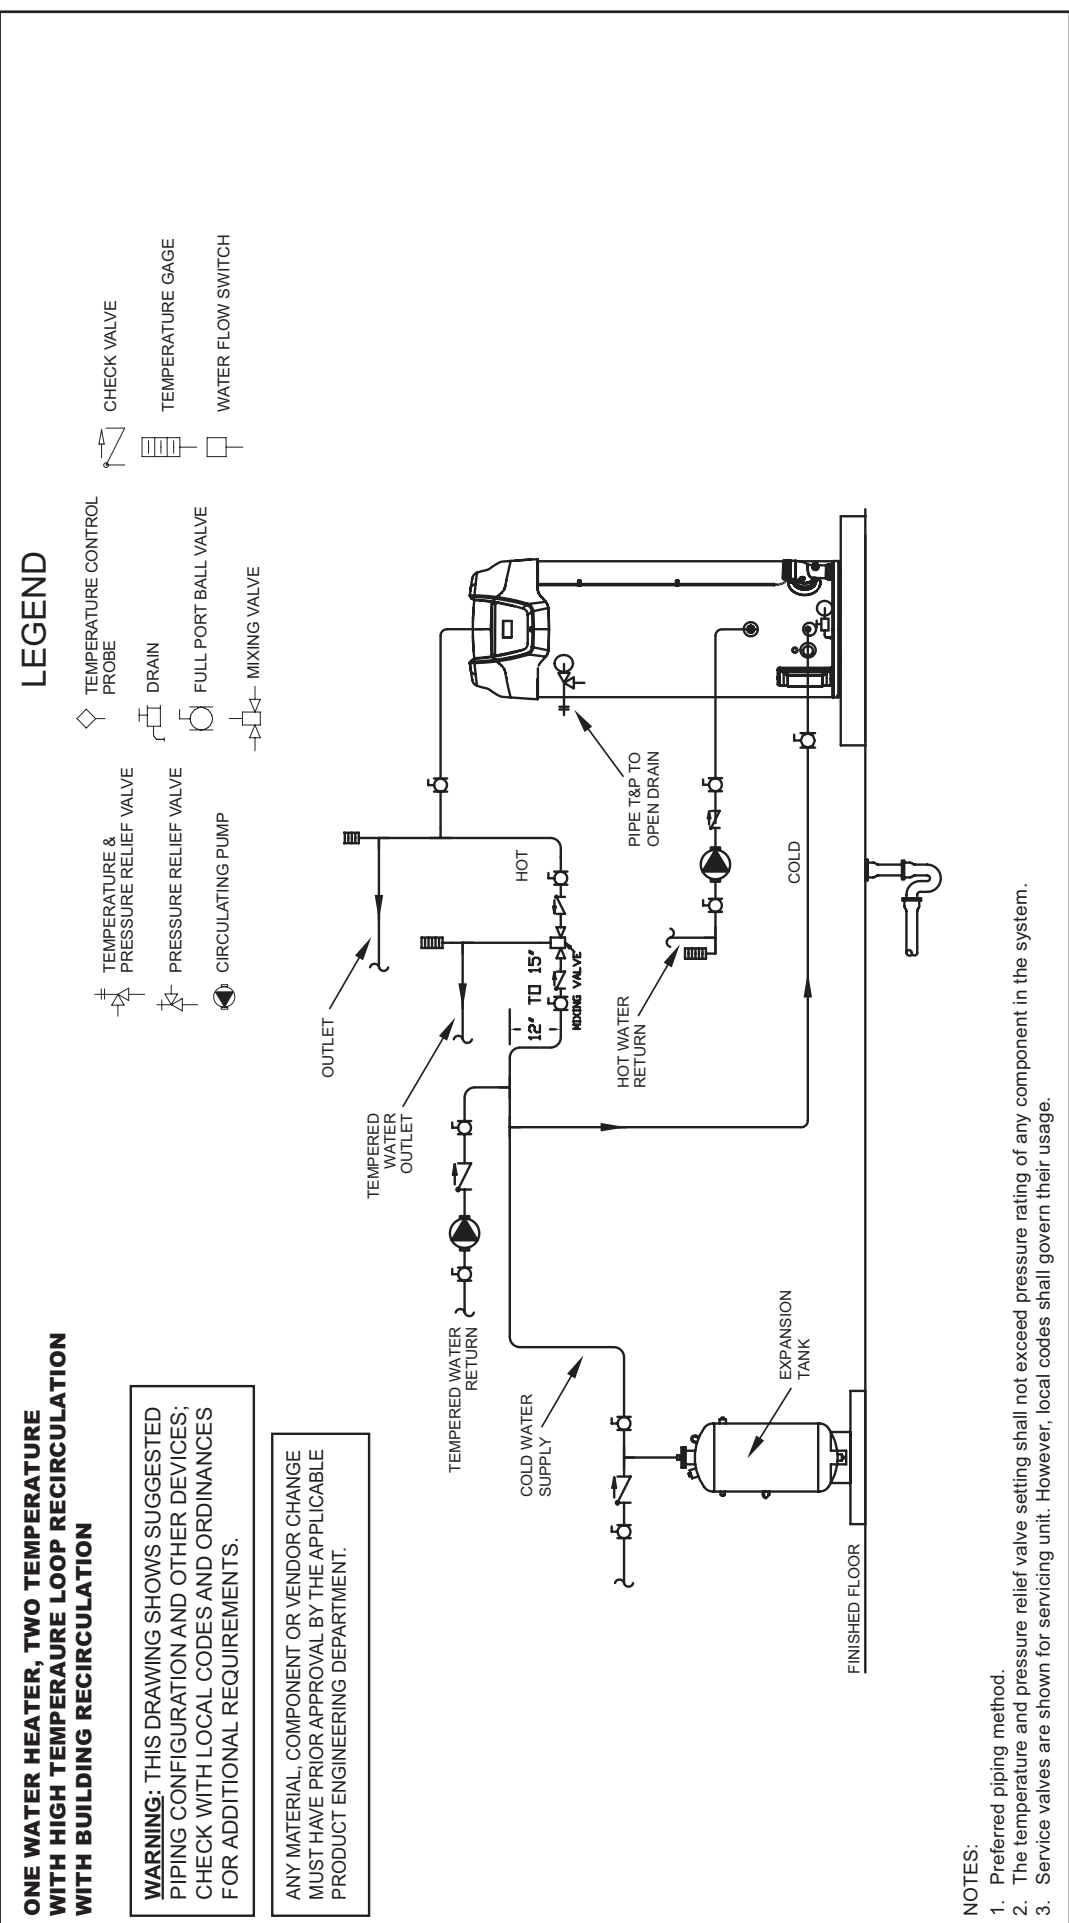 ONE WATER HEATER, TWO TEMPERATURE
WITH HIGH TEMPERAURE LOOP RECIRCULATION
WITH BUILDING RECIRCULATION
WARNING: THIS DRAWING SHOWS SUGGESTED
PIPING CONFIGURATION AND OTHER DEVICES;
CHECK WITH LOCAL CODES AND ORDINANCES
FOR ADDITIONAL REQUIREMENTS.
ANY MATERIAL, COMPONENT OR VENDOR CHANGE
MUST HAVE PRIOR APPROVAL BY THE APPLICABLE
PRODUCT ENGINEERING DEPARTMENT.
LEGEND
TEMPERATURE &
PRESSURE RELIEF VALVE
PRESSURE RELIEF VALVE
CIRCULATING PUMP
TEMPERATURE CONTROL
PROBE
DRAIN
FULL PORT BALL VALVE
MIXING VALVE
CHECK VALVE
TEMPERATURE GAGE
WATER FLOW SWITCH
OUTLET
TEMPERED
WATER
OUTLET
HOT
12" TO 15"
MIXING VALVE
TEMPERED WATER
RETURN
COLD WATER
SUPPLY
HOT WATER
RETURN
PIPE T&P TO
OPEN DRAIN
COLD
EXPANSION
TANK
FINISHED FLOOR
NOTES:
1. Preferred piping method.
2. The temperature and pressure relief valve setting shall not exceed pressure rating of any component in the system.
3. Service valves are shown for servicing unit. However, local codes shall govern their usage.